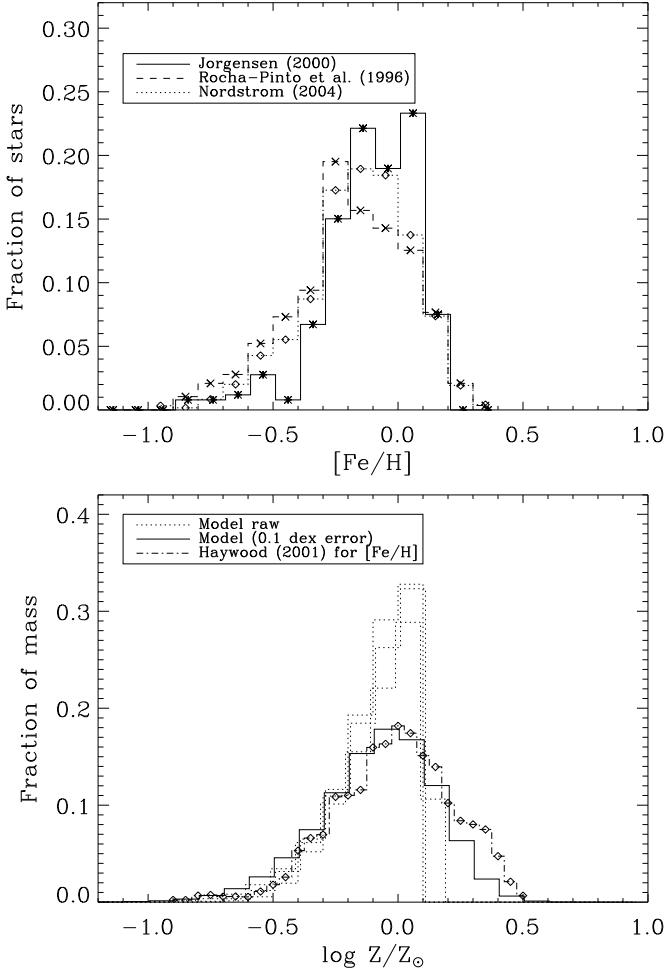 0.30
0.25
0.20
0.15
0.10
0.05
0.00
Fraction of stars
Jorgensen (2000)
Rocha-Pinto et al. (1996)
Nordstrom (2004)
-1.0 -0.5 0.0 0.5 1.0
[Fe/H]
0.4
0.3
0.2
0.1
0.0
Fraction of mass
Model raw
Model (0.1 dex error)
Haywood (2001) for [Fe/H]
-1.0 -0.5 0.0 0.5 1.0
log Z/Z⊙